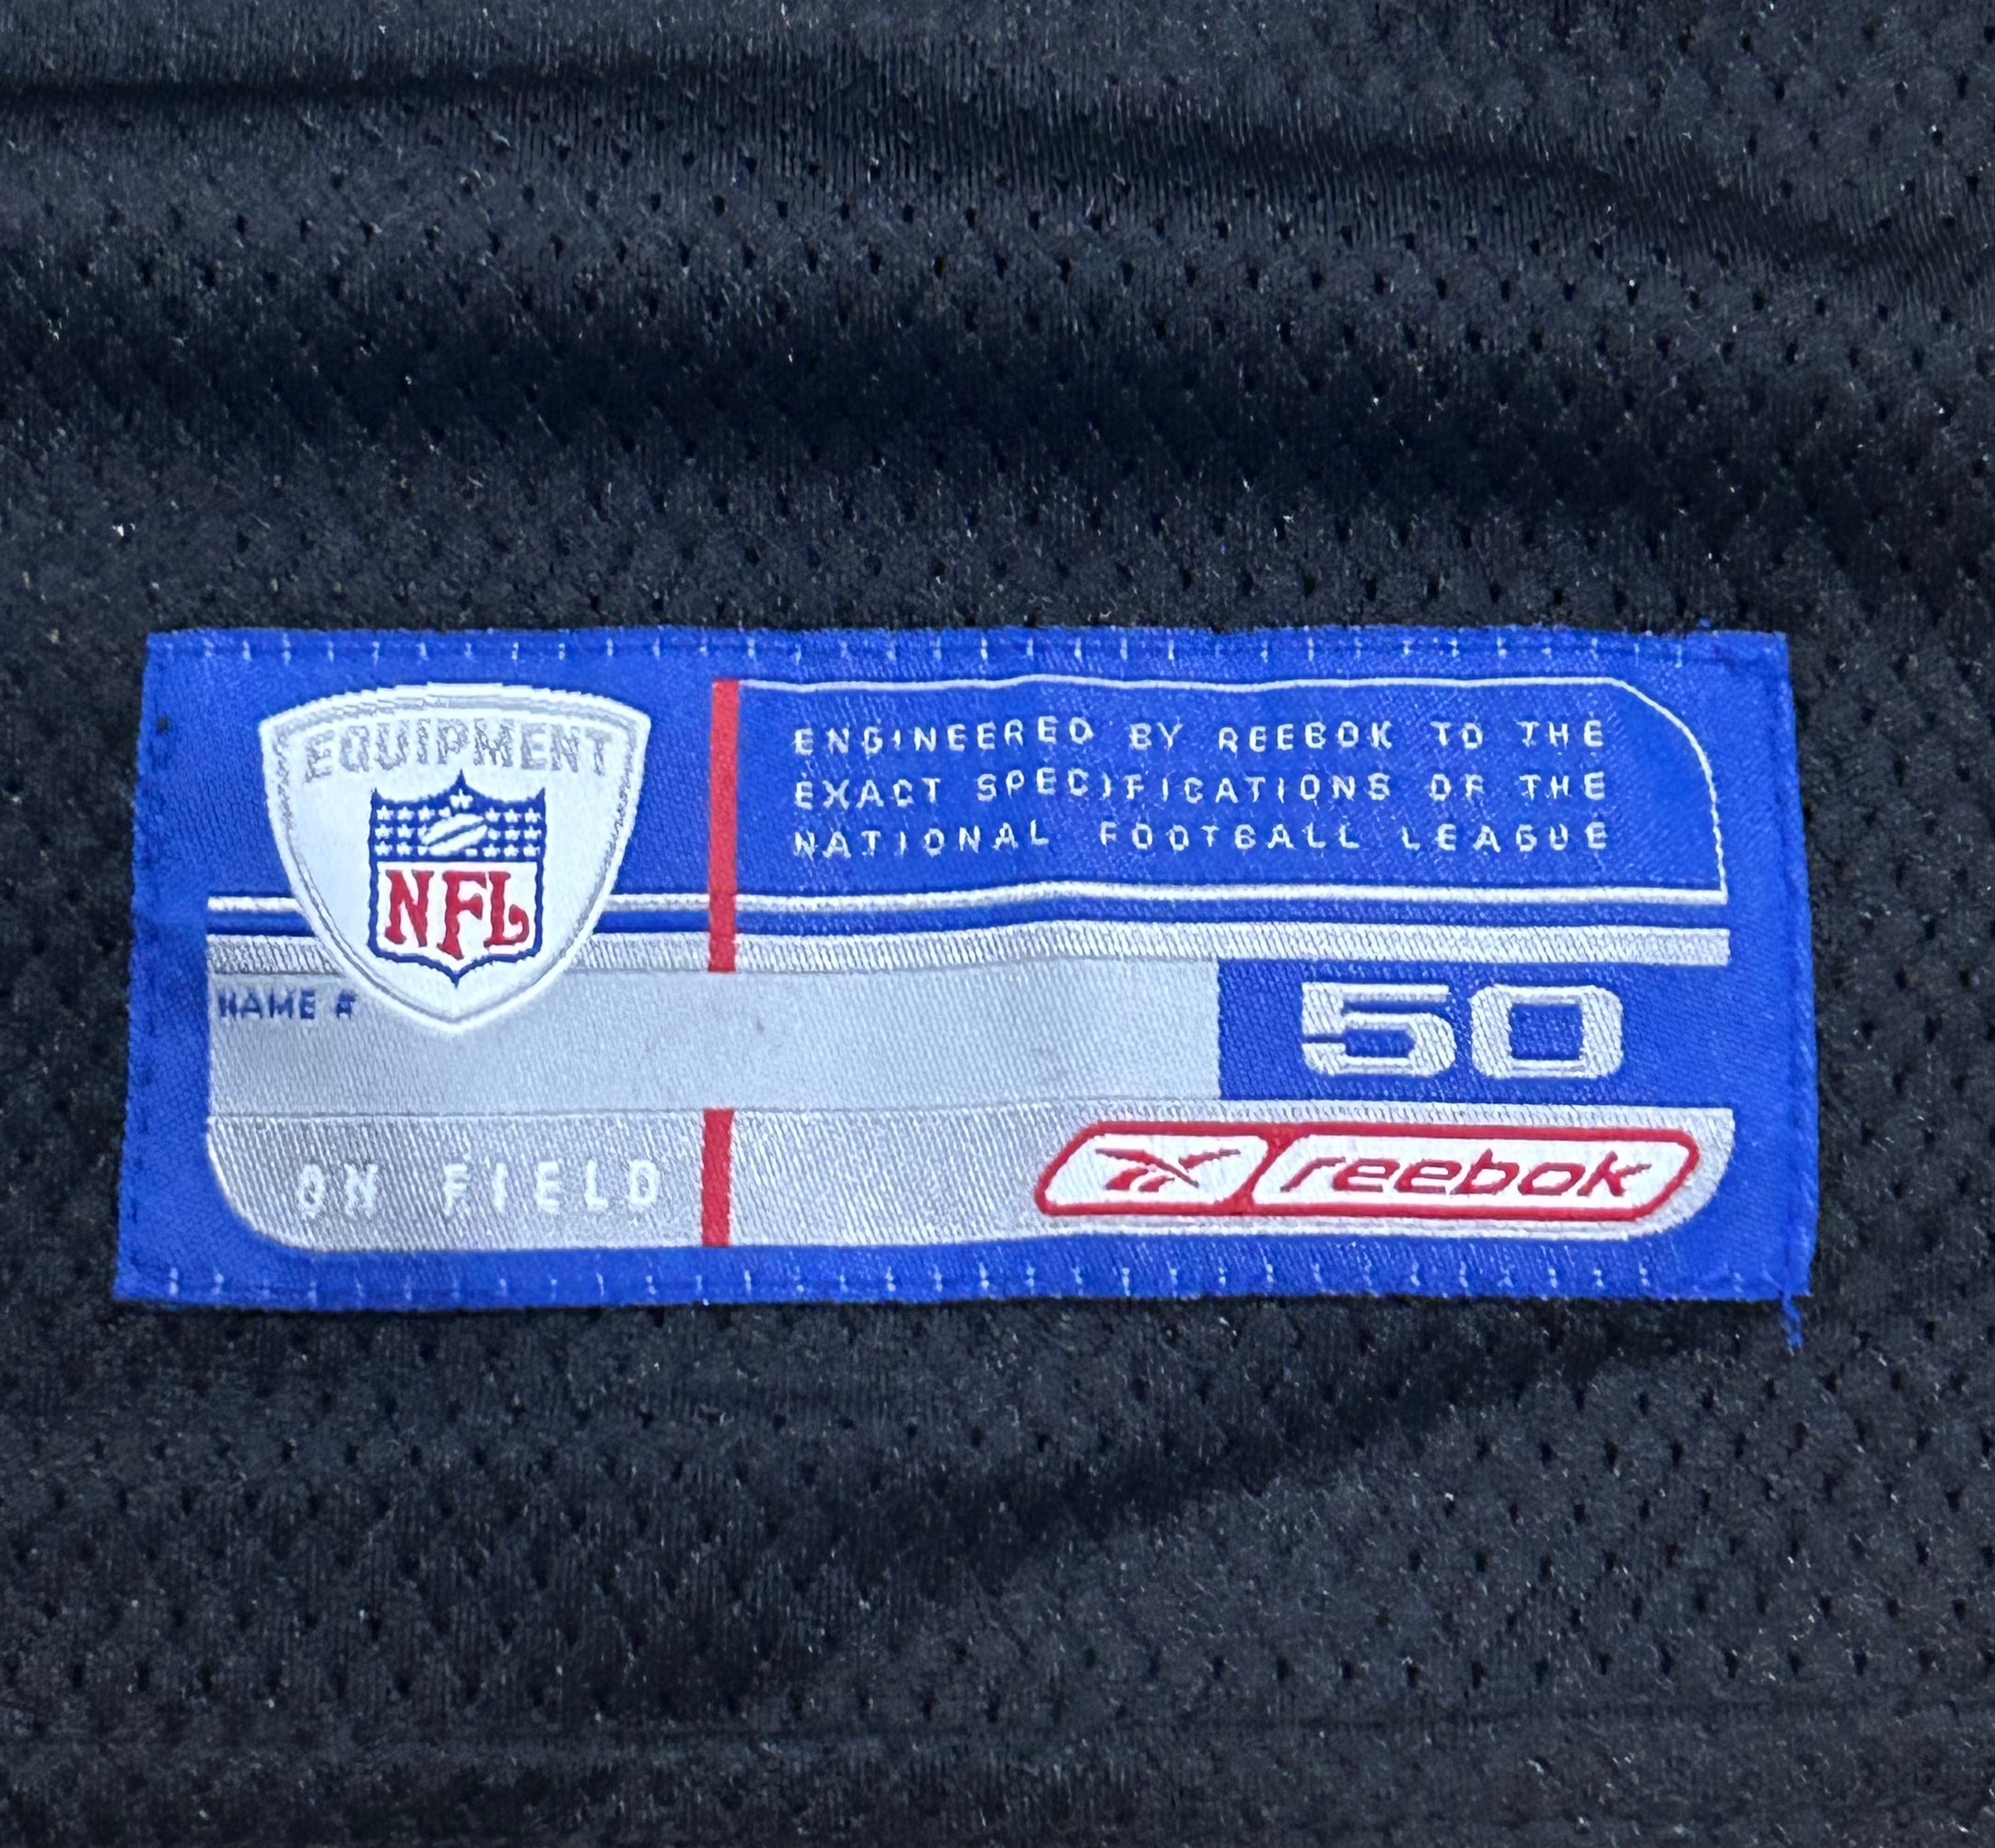 EQUIPMENT
NFL
ENGINEERED BY REEBOK TO THE
EXACT SPECIFICATIONS OF THE
NATIONAL FOOTBALL LEAGUE
NAME #
50
ON FIELD
reebok